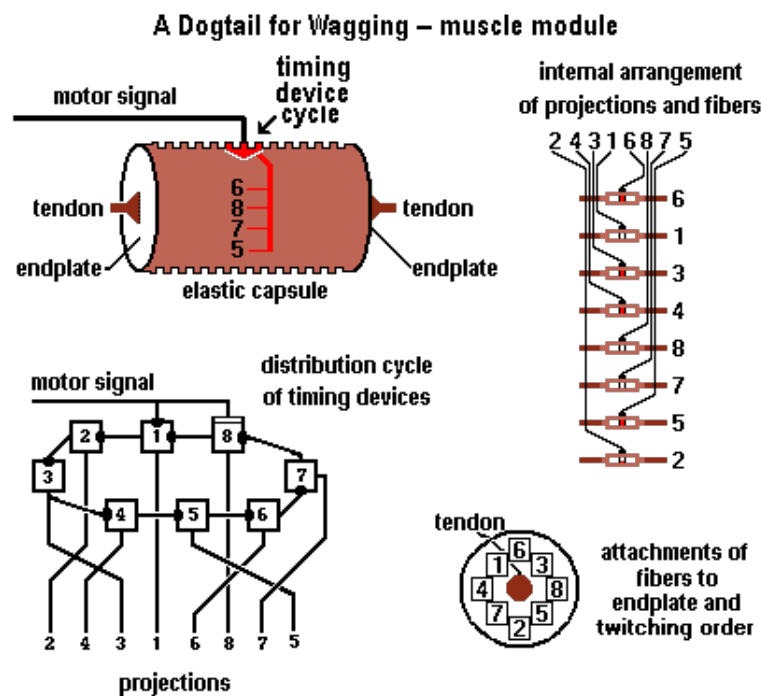 A Dogtail for Wagging – muscle module
timing
device
cycle
motor signal
6
8
7
5
tendon
tendon
endplate
endplate
elastic capsule
internal arrangement
of projections and fibers
2 4 3 1 6 8 7 5
6
1
3
4
8
7
5
2
distribution cycle
of timing devices
motor signal
2 1 8
3 7
4 5 6
2 4 3 1 6 8 7 5
projections
tendon
6
1 3
4 8
7 5
2
attachments of
fibers to
endplate and
twitching order